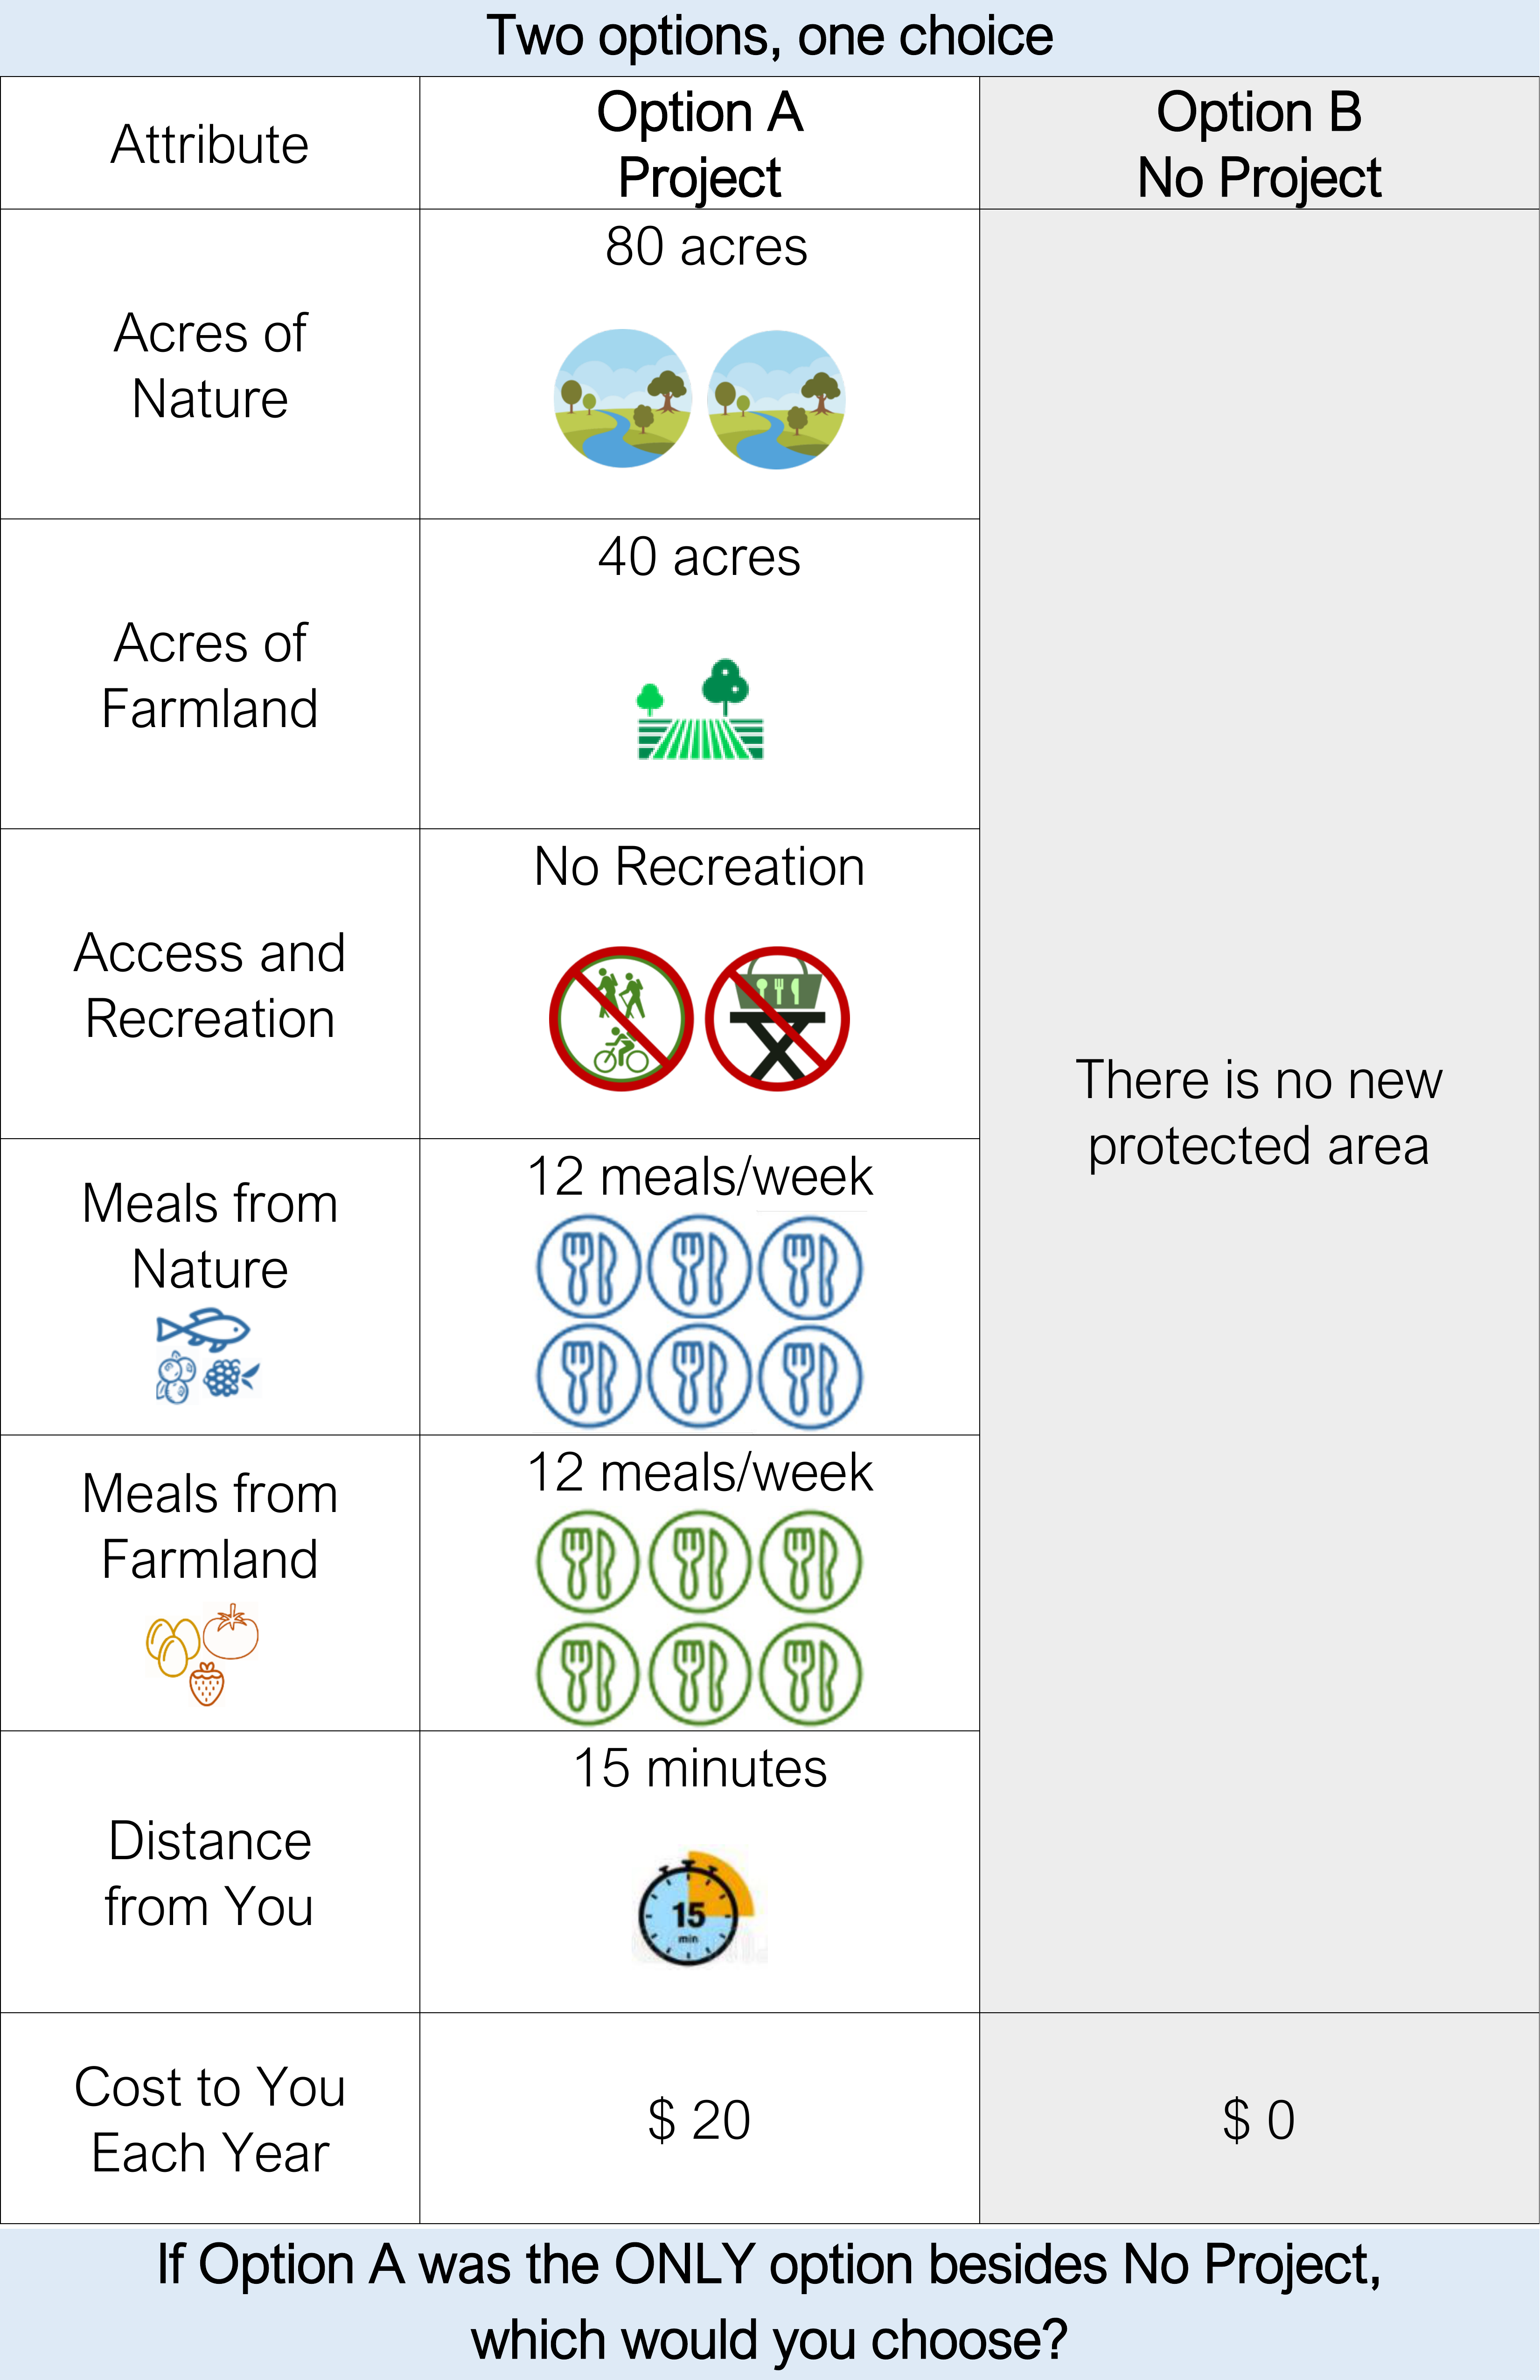 Two options, one choice
Attribute
Option A
Project
Option B
No Project
Acres of
Nature
80 acres
Acres of
Farmland
40 acres
Access and
Recreation
No Recreation
There is no new
protected area
Meals from
Nature
12 meals/week
Meals from
Farmland
12 meals/week
Distance
from You
15 minutes
15
min
Cost to You
Each Year
$ 20
$ 0
If Option A was the ONLY option besides No Project,
which would you choose?